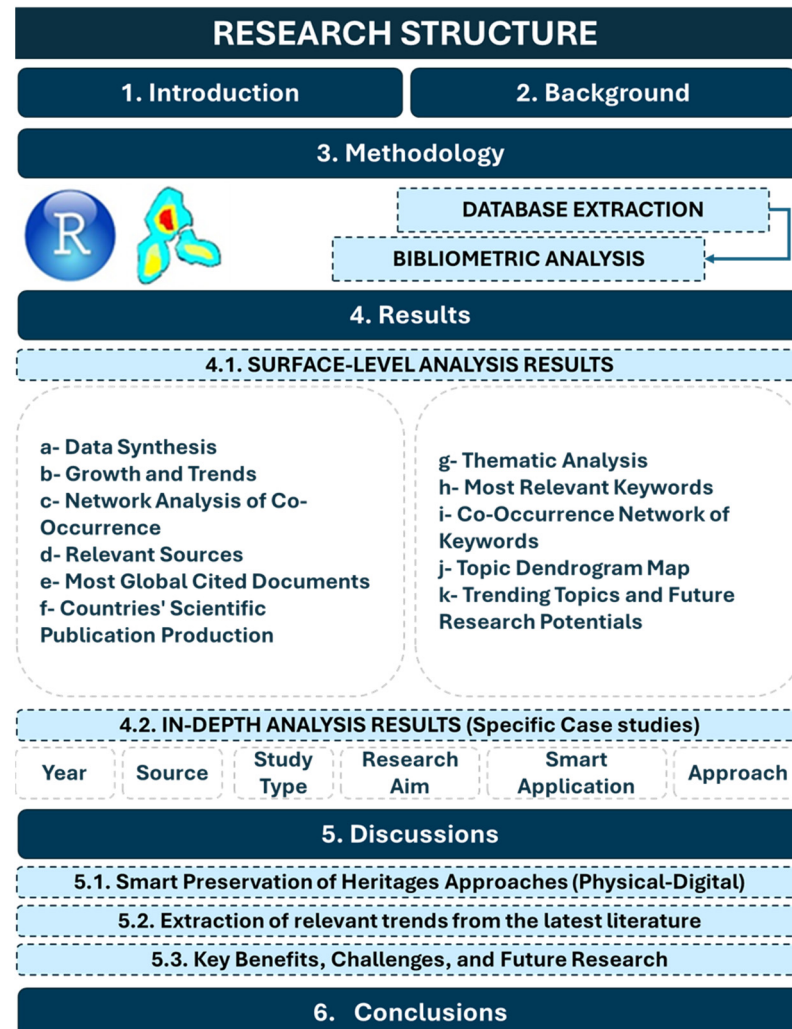 RESEARCH STRUCTURE
1. Introduction
2. Background
3. Methodology
R
DATABASE EXTRACTION
BIBLIOMETRIC ANALYSIS
4. Results
4.1. SURFACE-LEVEL ANALYSIS RESULTS
a- Data Synthesis
b- Growth and Trends
c- Network Analysis of Co-
Occurrence
d- Relevant Sources
e- Most Global Cited Documents
f- Countries' Scientific
Publication Production
g- Thematic Analysis
h- Most Relevant Keywords
i- Co-Occurrence Network of
Keywords
j- Topic Dendrogram Map
k- Trending Topics and Future
Research Potentials
4.2. IN-DEPTH ANALYSIS RESULTS (Specific Case studies)
Year
Source
Study
Type
Research
Aim
Smart
Application
Approach
5. Discussions
5.1. Smart Preservation of Heritages Approaches (Physical-Digital)
5.2. Extraction of relevant trends from the latest literature
5.3. Key Benefits, Challenges, and Future Research
6. Conclusions